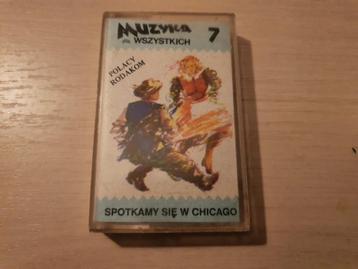 Muzyka
dla WSZYSTKICH 7
POLACY
RODAKOM
SPOTKAMY SIĘ W CHICAGO